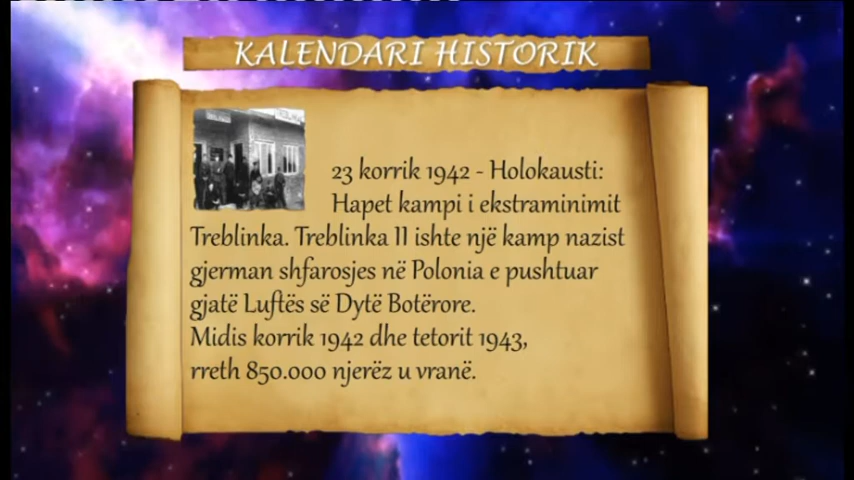 KALENDARI HISTORIK
23 korrik 1942 - Holokausti:
Hapet kampi i ekstraminimit
Treblinka. Treblinka II ishte një kamp nazist
gjerman shfarosjes në Polonia e pushtuar
gjatë Luftës së Dytë Botërore.
Midis korrik 1942 dhe tetorit 1943,
rreth 850.000 njerëz u vranë.